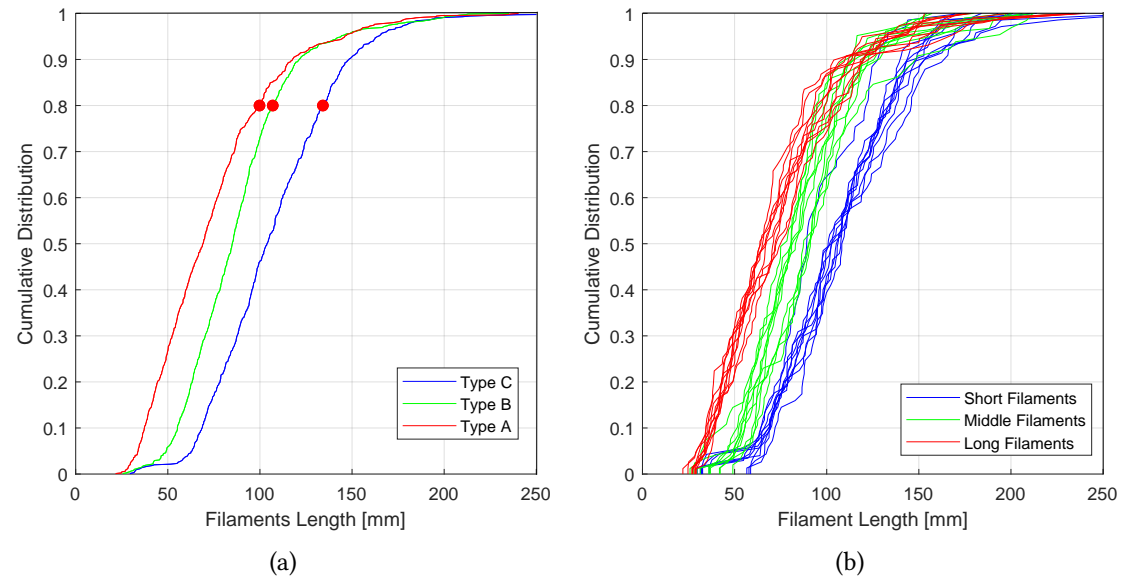 1
0.9
0.8
0.7
0.6
0.5
0.4
0.3
0.2
0.1
0
Cumulative Distribution
Type C
Type B
Type A
0 50 100 150 200 250
Filaments Length [mm]
(a)
1
0.9
0.8
0.7
0.6
0.5
0.4
0.3
0.2
0.1
0
Cumulative Distribution
Short Filaments
Middle Filaments
Long Filaments
0 50 100 150 200 250
Filament Length [mm]
(b)